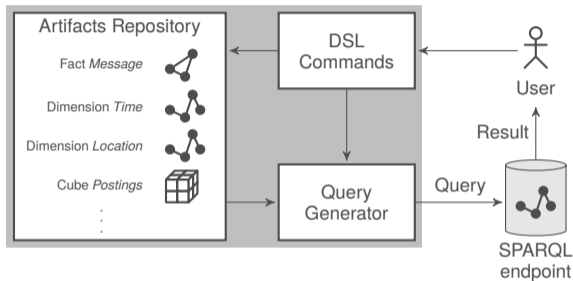 Artifacts Repository
Fact Message
Dimension Time
Dimension Location
Cube Postings
DSL
Commands
User
Result
Query
Generator
Query
SPARQL
endpoint